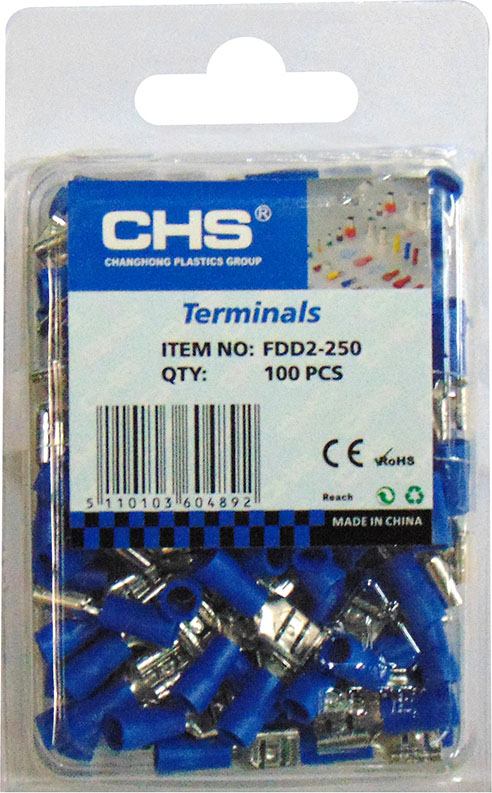 CHS®
CHANGHONG PLASTICS GROUP
Terminals
ITEM NO: FDD2-250
QTY: 100 PCS
5 110103 604892
CE RoHS
Reach
MADE IN CHINA